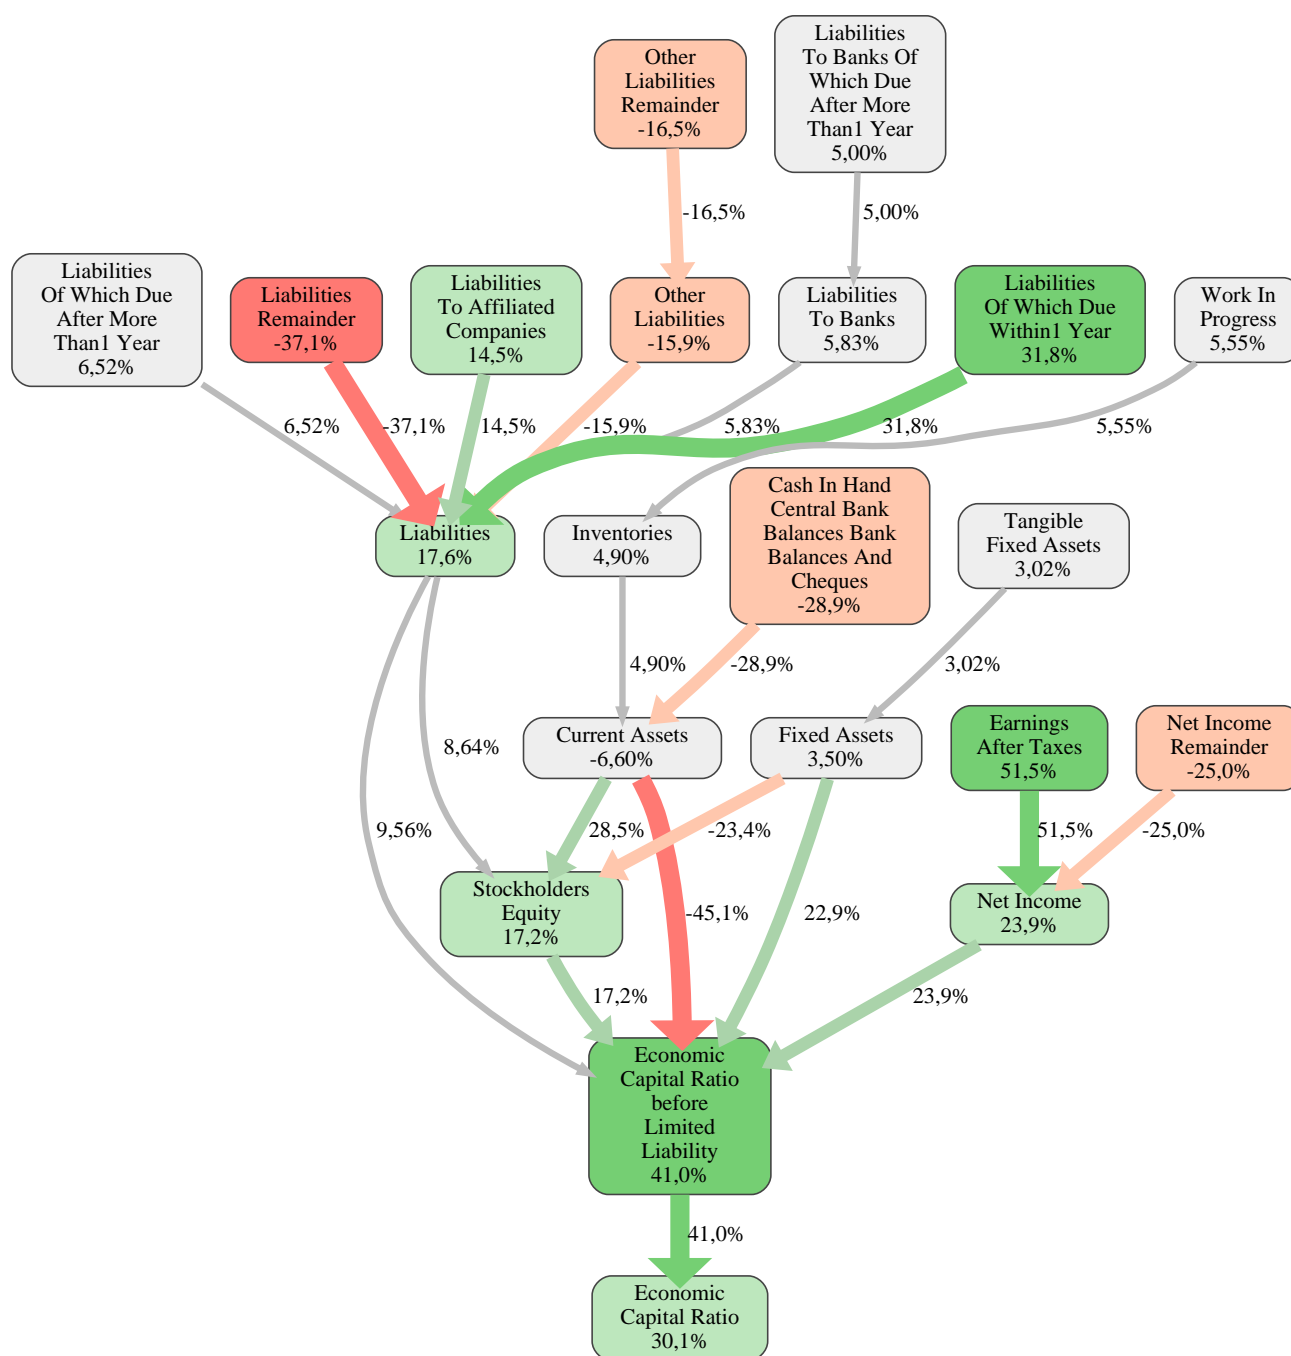 Liabilities
To Banks Of
Which Due
After More
Than1 Year
5,00%
Other
Liabilities
Remainder
-16,5%
-16,5%
5,00%
Liabilities
Of Which Due
After More
Than1 Year
6,52%
Liabilities
Remainder
-37,1%
Liabilities
To Affiliated
Companies
14,5%
Other
Liabilities
-15,9%
Liabilities
To Banks
5,83%
Liabilities
Of Which Due
Within1 Year
31,8%
Work In
Progress
5,55%
6,52%
-37,1%
14,5%
-15,9%
5,83%
31,8%
5,55%
Liabilities
17,6%
Inventories
4,90%
Cash In Hand
Central Bank
Balances Bank
Balances And
Cheques
-28,9%
Tangible
Fixed Assets
3,02%
4,90%
-28,9%
3,02%
Current Assets
-6,60%
Fixed Assets
3,50%
Earnings
After Taxes
51,5%
Net Income
Remainder
-25,0%
8,64%
9,56%
28,5%
-23,4%
51,5%
-25,0%
Stockholders
Equity
17,2%
-45,1%
22,9%
Net Income
23,9%
17,2%
23,9%
Economic
Capital Ratio
before
Limited
Liability
41,0%
41,0%
Economic
Capital Ratio
30,1%